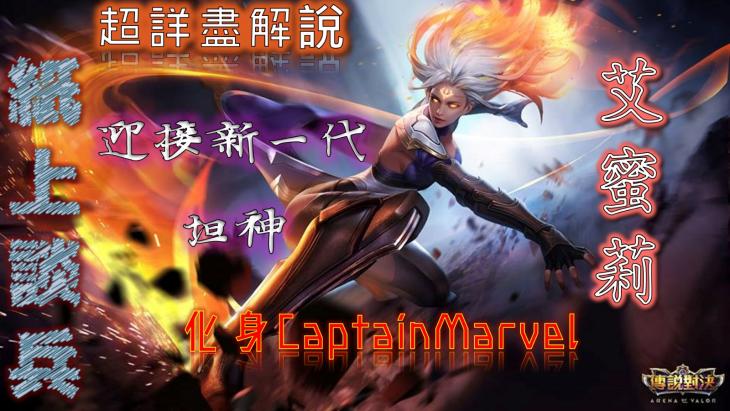 超詳盡解說
紙上談兵
迎接新一代
坦神
艾蜜莉
化身CaptainMarvel
傳說對決
ARENA OF VALOR